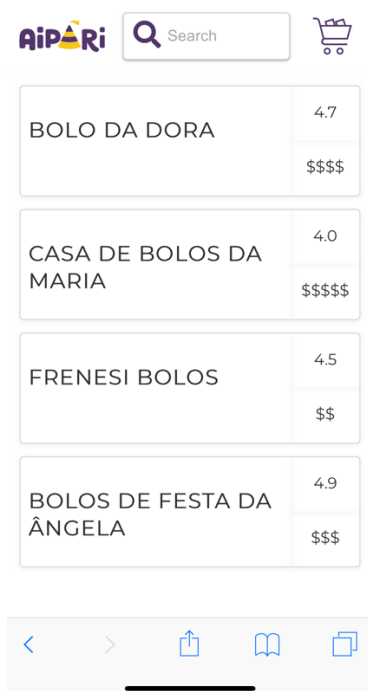 AiPARi
Search
BOLO DA DORA
4.7
$$$$
CASA DE BOLOS DA
MARIA
4.0
$$$$$
FRENESI BOLOS
4.5
$$
BOLOS DE FESTA DA
ÂNGELA
4.9
$$$